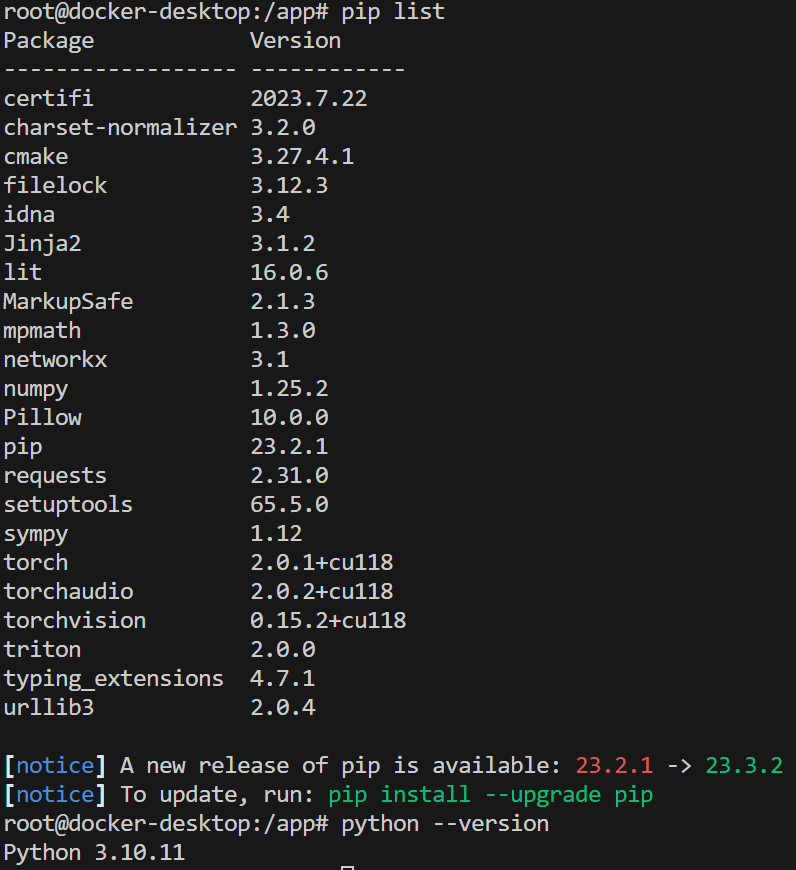 root@docker-desktop:/app# pip list
Package            Version
------------------ ------------
certifi            2023.7.22
charset-normalizer 3.2.0
cmake              3.27.4.1
filelock           3.12.3
idna               3.4
Jinja2             3.1.2
lit                16.0.6
MarkupSafe         2.1.3
mpmath             1.3.0
networkx           3.1
numpy              1.25.2
Pillow             10.0.0
pip                23.2.1
requests           2.31.0
setuptools         65.5.0
sympy              1.12
torch              2.0.1+cu118
torchaudio         2.0.2+cu118
torchvision        0.15.2+cu118
triton             2.0.0
typing_extensions  4.7.1
urllib3            2.0.4

[notice] A new release of pip is available: 23.2.1 -> 23.3.2
[notice] To update, run: pip install --upgrade pip
root@docker-desktop:/app# python --version
Python 3.10.11